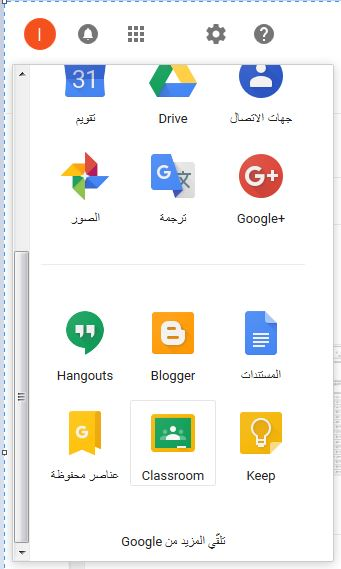 I
31
جهات الاتصال
Drive
تقويم
Google+
ترجمة
الصور
المستندات
Blogger
Hangouts
Keep
Classroom
عناصر محفوظة
تلقّي المزيد من Google